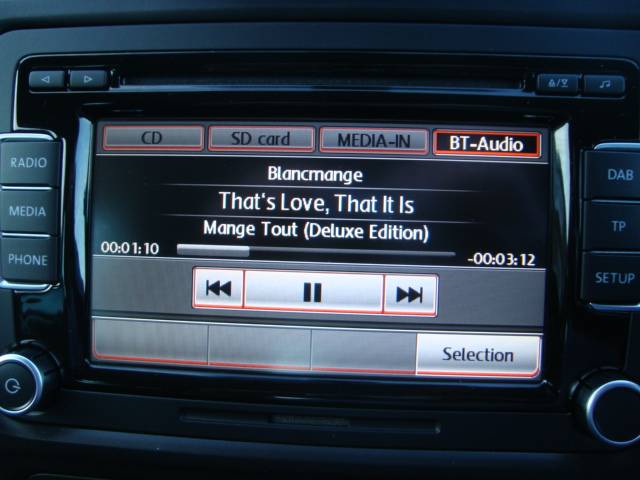 CD SD card MEDIA-IN BT-Audio
RADIO
MEDIA
PHONE
Blancmange
That's Love, That It Is
Mange Tout (Deluxe Edition)
00:01:10 -00:03:12
Selection
DAB
TP
SETUP